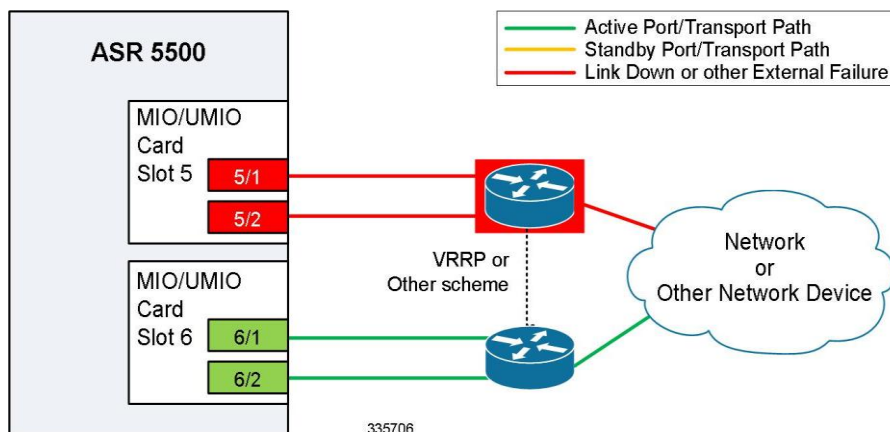 ASR 5500
Active Port/Transport Path
Standby Port/Transport Path
Link Down or other External Failure
MIO/UMIO
Card
Slot 5
5/1
5/2
VRRP or
Other scheme
Network
or
Other Network Device
MIO/UMIO
Card
Slot 6
6/1
6/2
335706